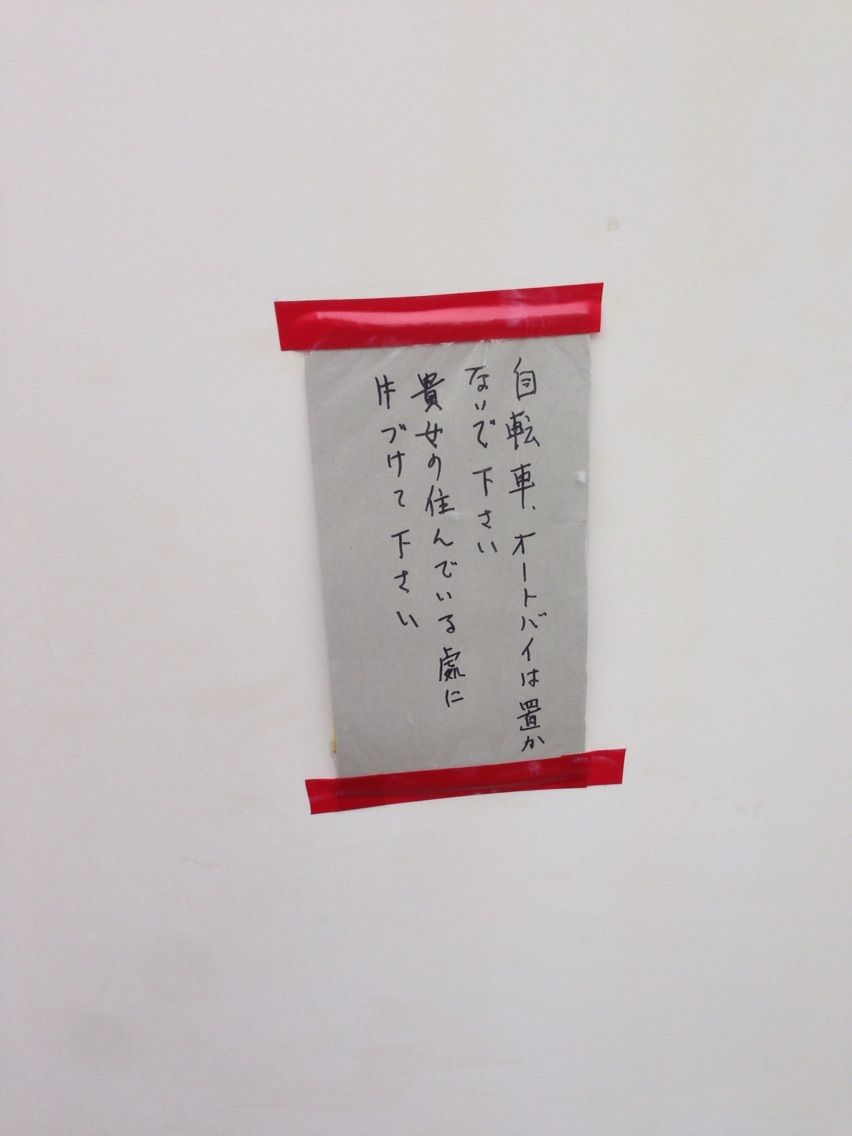 自転車、オートバイは置か
ないで下さい
貴女の住んでいる處に
片づけて下さい